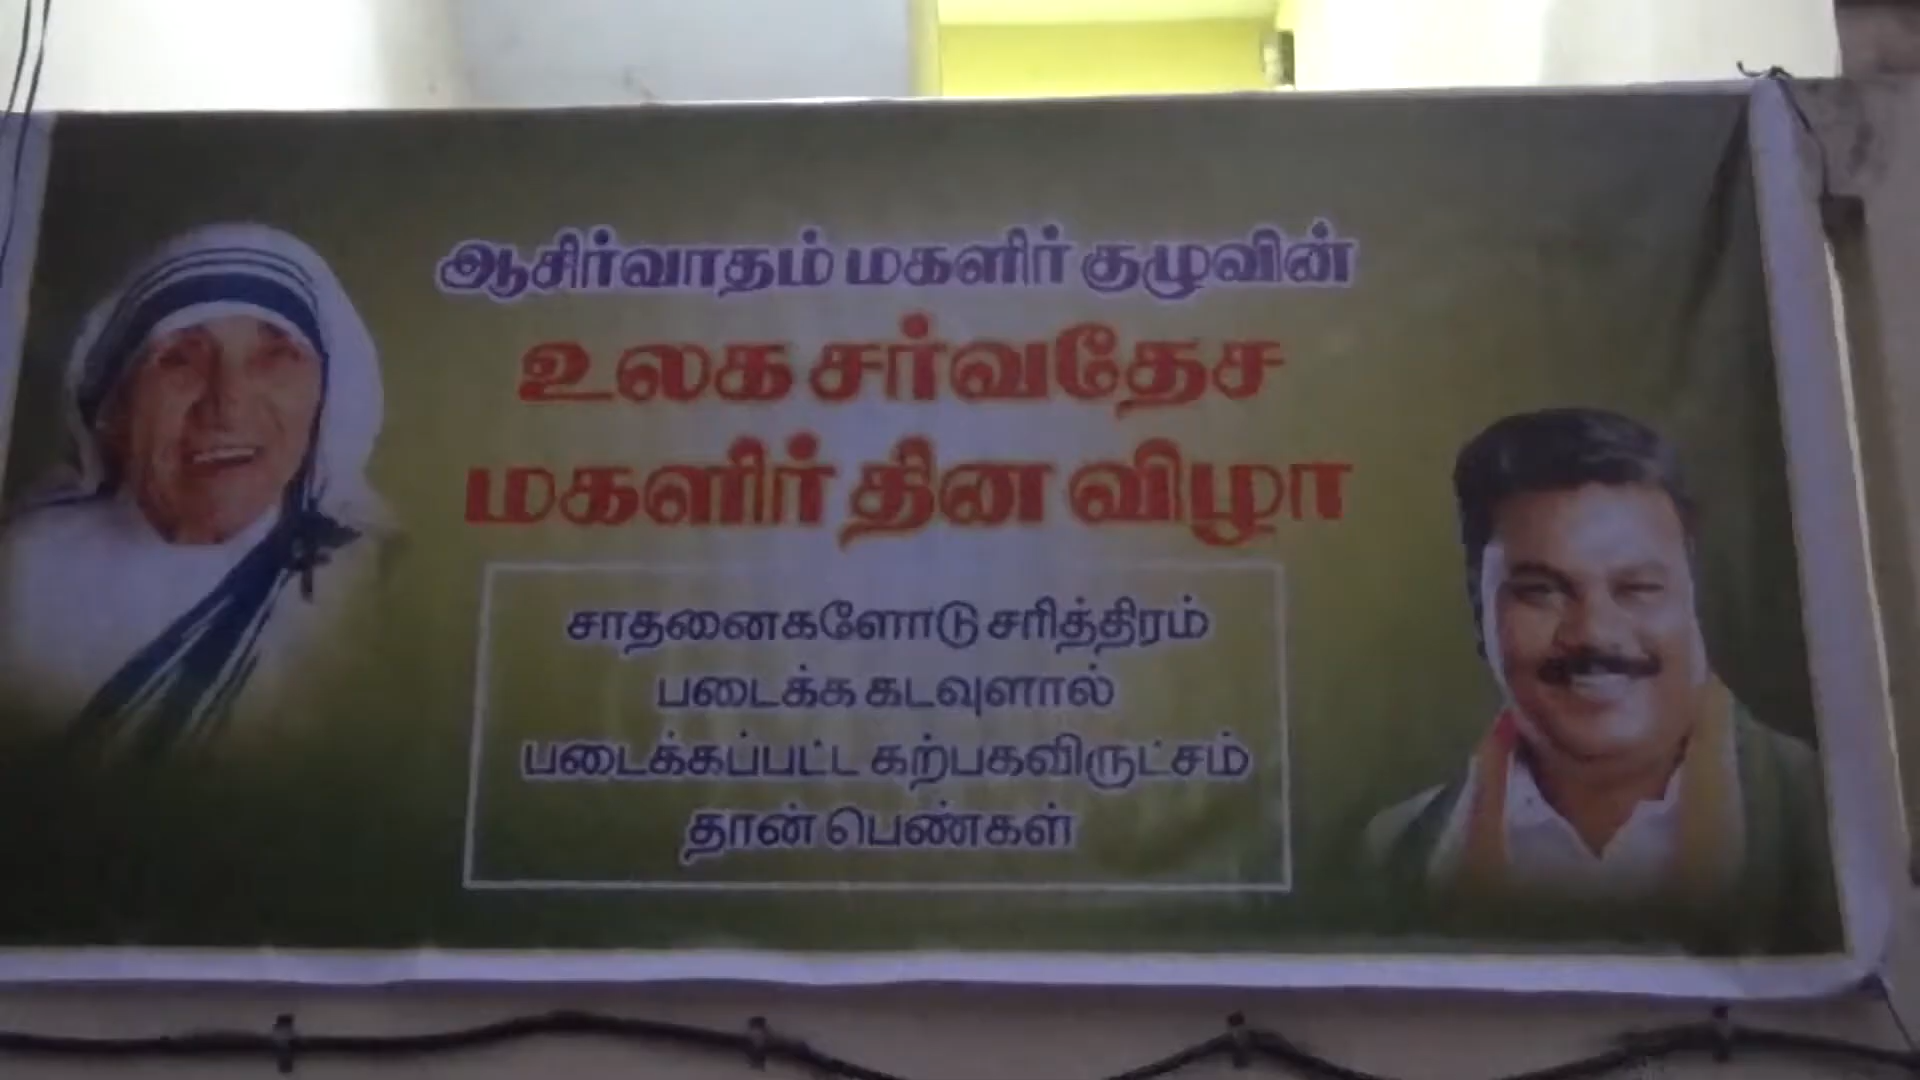 ஆசிர்வாதம் மகளிர் குழுவின்
உலக சர்வதேச
மகளிர் தின விழா
சாதனைகளோடு சரித்திரம்
படைக்க கடவுளால்
படைக்கப்பட்ட கற்பகவிருட்சம்
தான் பெண்கள்